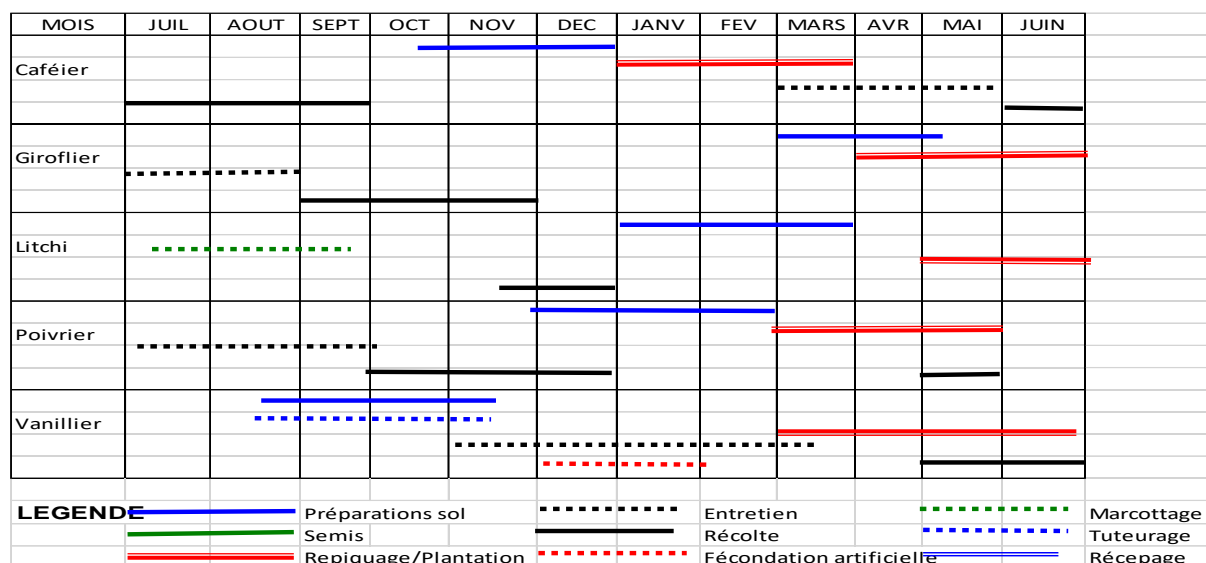 MOIS JUIL AOUT SEPT OCT NOV DEC JANV FEV MARS AVR MAI JUIN
Caféier
Giroflier
Litchi
Poivrier
Vanillier
LEGENDE Préparations sol Entretien Marcottage
Semis Récolte Tuteurage
Repiquage/Plantation Fécondation artificielle Récepage